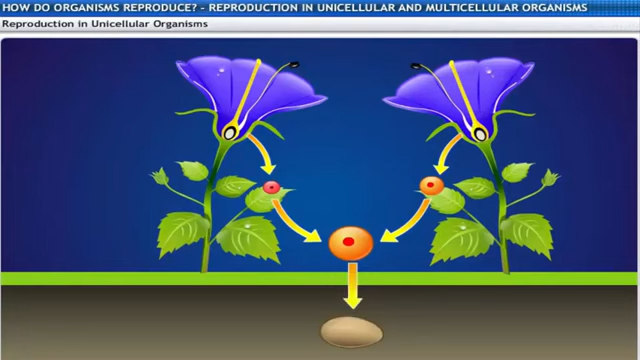 HOW DO ORGANISMS REPRODUCE? - REPRODUCTION IN UNICELLULAR AND MULTICELLULAR ORGANISMS
Reproduction in Unicellular Organisms